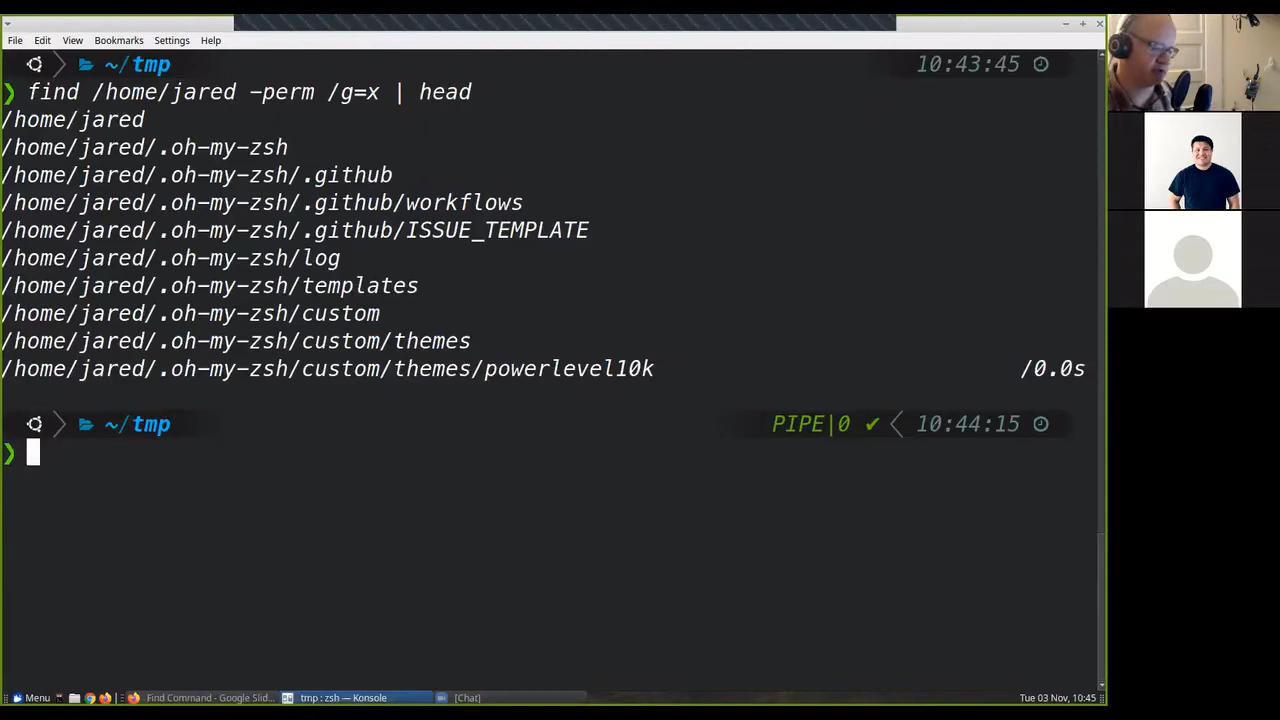 File Edit View Bookmarks Settings Help
~/tmp 10:43:45
❯ find /home/jared -perm /g=x | head
/home/jared
/home/jared/.oh-my-zsh
/home/jared/.oh-my-zsh/.github
/home/jared/.oh-my-zsh/.github/workflows
/home/jared/.oh-my-zsh/.github/ISSUE_TEMPLATE
/home/jared/.oh-my-zsh/log
/home/jared/.oh-my-zsh/templates
/home/jared/.oh-my-zsh/custom
/home/jared/.oh-my-zsh/custom/themes
/home/jared/.oh-my-zsh/custom/themes/powerlevel10k /0.0s
~/tmp PIPE|0 ✔ 10:44:15
❯
Menu Find Command - Google Slid... tmp : zsh — Konsole [Chat] Tue 03 Nov, 10:45